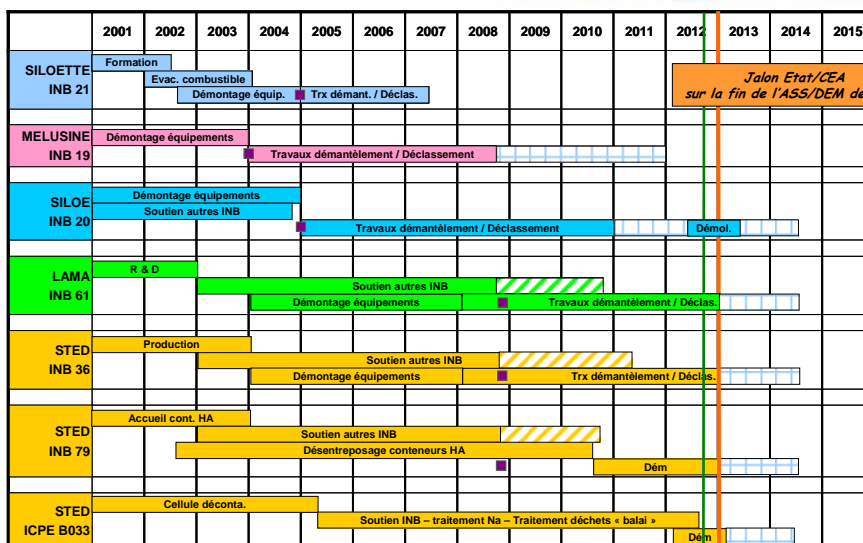 2001 2002 2003 2004 2005 2006 2007 2008 2009 2010 2011 2012 2013 2014 2015
SILOETTE
INB 21
Formation
Evac. combustible
Démontage équip.
Trx démant. / Déclas.
Jalon Etat/CEA
sur la fin de l'ASS/DEM de
MELUSINE
INB 19
Démontage équipements
Travaux démantèlement / Déclassement
SILOE
INB 20
Démontage équipements
Soutien autres INB
Travaux démantèlement / Déclassement
Démol.
LAMA
INB 61
R & D
Soutien autres INB
Démontage équipements
Travaux démantèlement / Déclas.
STED
INB 36
Production
Soutien autres INB
Démontage équipements
Trx démantèlement / Déclas.
STED
INB 79
Accueil cont. HA
Soutien autres INB
Désentreposage conteneurs HA
Dém
STED
ICPE B033
Cellule déconta.
Soutien INB – traitement Na – Traitement déchets « balai »
Dém